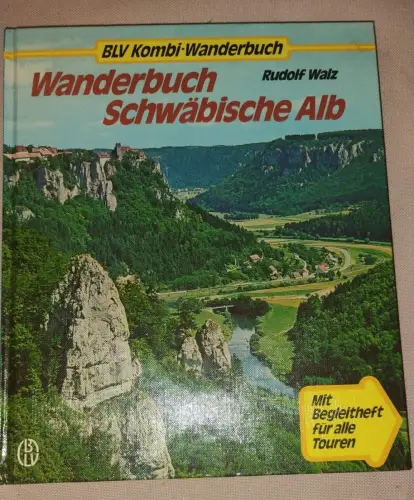 BLV Kombi-Wanderbuch
Rudolf Walz
Wanderbuch
Schwäbische Alb
Mit
Begleitheft
für alle
Touren